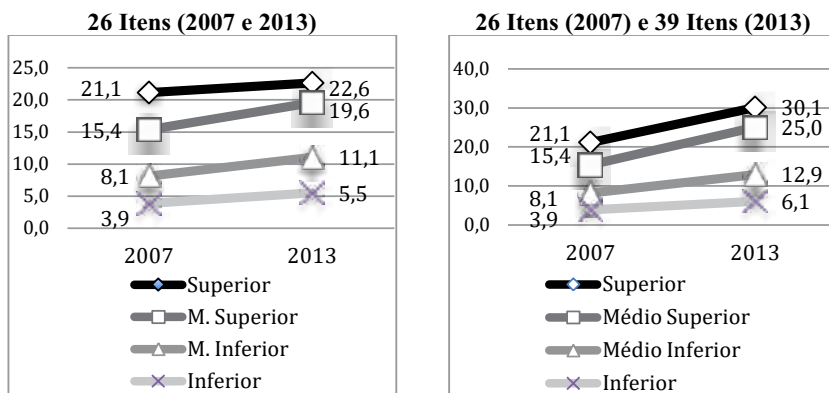 26 Itens (2007 e 2013)
25,0
20,0
15,0
10,0
5,0
0,0
21,1
22,6
15,4
19,6
8,1
11,1
3,9
5,5
2007 2013
Superior
M. Superior
M. Inferior
Inferior
26 Itens (2007) e 39 Itens (2013)
40,0
30,0
20,0
10,0
0,0
21,1
30,1
15,4
25,0
8,1
12,9
3,9
6,1
2007 2013
Superior
Médio Superior
Médio Inferior
Inferior